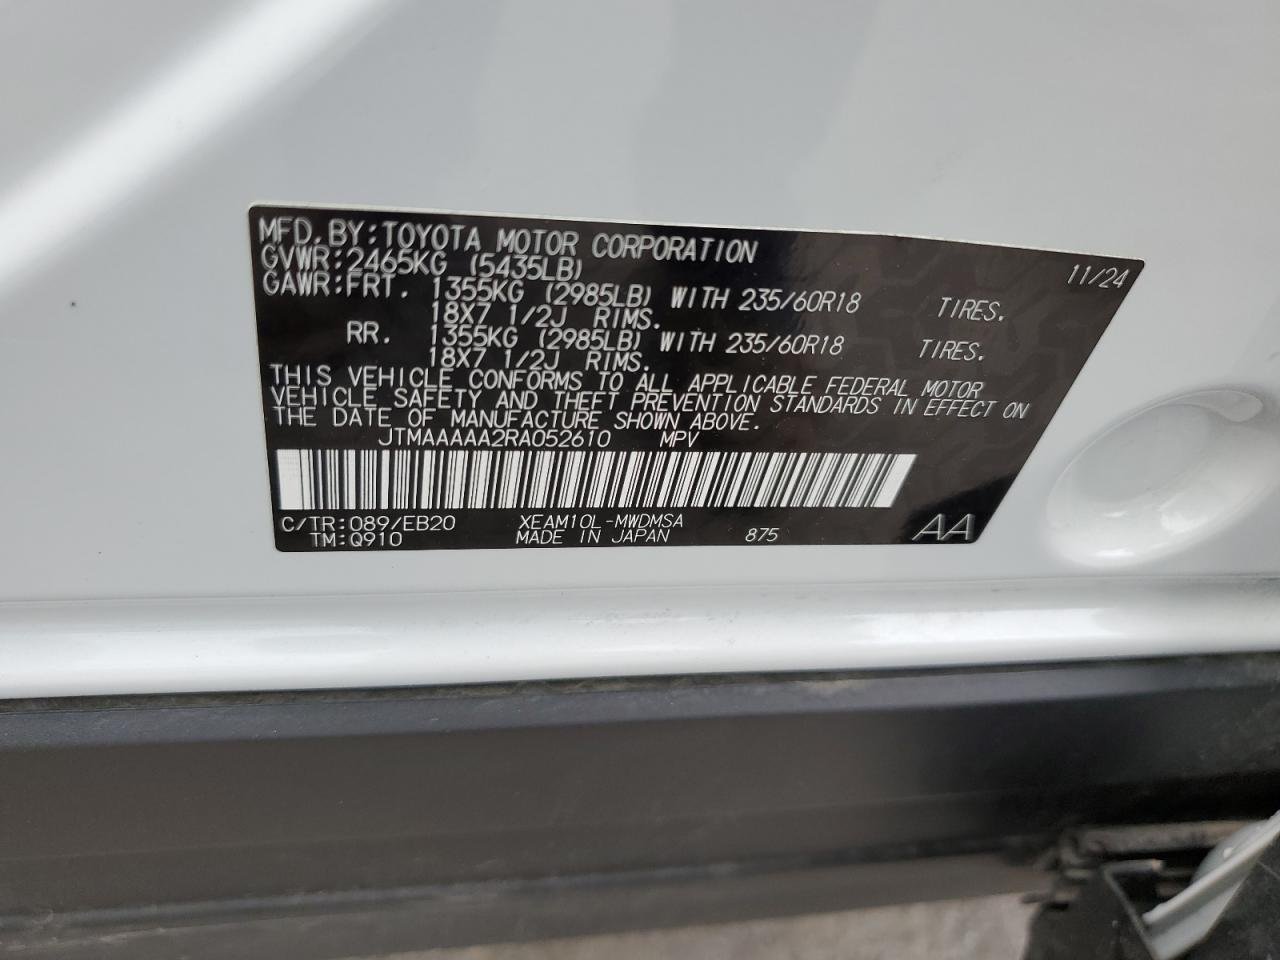 MFD. BY: TOYOTA MOTOR CORPORATION 11/24
GVWR: 2465KG (5435LB)
GAWR: FRT. 1355KG (2985LB) WITH 235/60R18 TIRES.
18X7 1/2J RIMS.
RR. 1355KG (2985LB) WITH 235/60R18 TIRES.
18X7 1/2J RIMS.
THIS VEHICLE CONFORMS TO ALL APPLICABLE FEDERAL MOTOR
VEHICLE SAFETY AND THEFT PREVENTION STANDARDS IN EFFECT ON
THE DATE OF MANUFACTURE SHOWN ABOVE.
JTMAAAAA2RA052610 MPV
C/TR: 089/EB20 XEAM10L-MWDMSA
TM: Q910 MADE IN JAPAN 875 AA